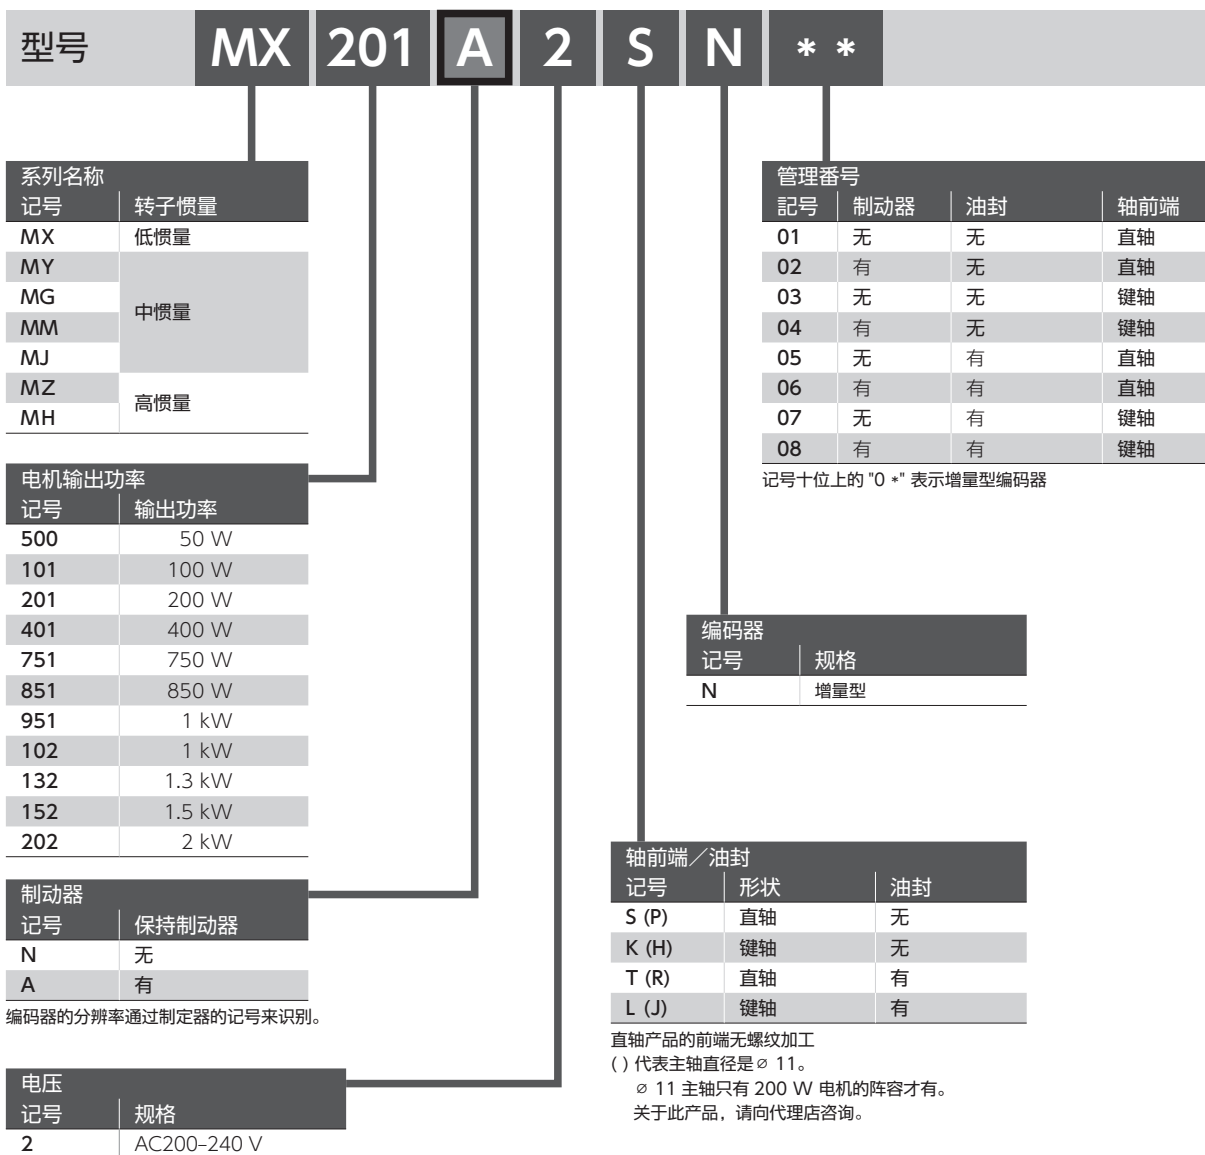 型号 MX 201 A 2 S N * *
系列名称
记号 转子惯量
MX 低惯量
MY
MG
中惯量
MM
MJ
MZ
高惯量
MH
管理番号
記号 制动器 油封 轴前端
01 无 无 直轴
02 有 无 直轴
03 无 无 键轴
04 有 无 键轴
05 无 有 直轴
06 有 有 直轴
07 无 有 键轴
08 有 有 键轴
记号十位上的 "0 *" 表示增量型编码器
电机输出功率
记号 输出功率
500 50 W
101 100 W
201 200 W
401 400 W
751 750 W
851 850 W
951 1 kW
102 1 kW
132 1.3 kW
152 1.5 kW
202 2 kW
编码器
记号 规格
N 增量型
制动器
记号 保持制动器
N 无
A 有
编码器的分辨率通过制定器的记号来识别。
轴前端／油封
记号 形状 油封
S (P) 直轴 无
K (H) 键轴 无
T (R) 直轴 有
L (J) 键轴 有
直轴产品的前端无螺纹加工
( ) 代表主轴直径是⌀ 11。
⌀ 11 主轴只有 200 W 电机的阵容才有。
关于此产品，请向代理店咨询。
电压
记号 规格
2 AC200–240 V